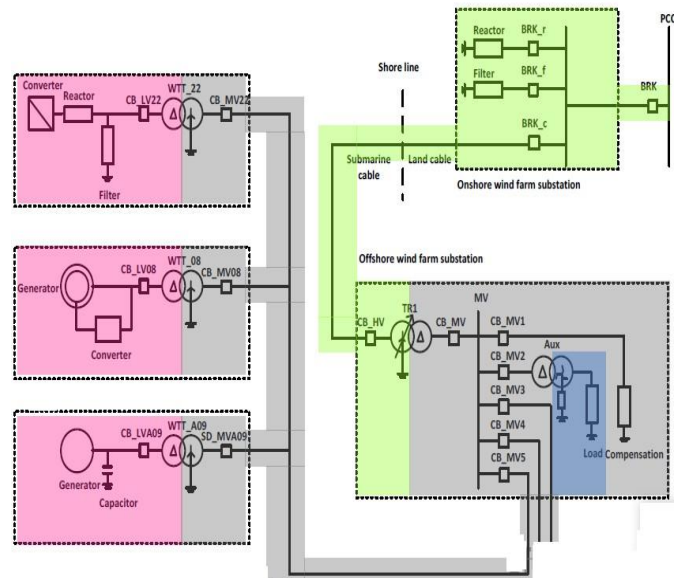 Converter
Reactor
CB_LV22
WTT_22
CB_MV22
Filter
Generator
CB_LV08
WTT_08
CB_MV08
Converter
Generator
Capacitor
CB_LVA09
WTT_A09
SD_MVA09
Shore line
Submarine
cable
Land cable
Reactor
BRK_r
Filter
BRK_f
BRK_c
Onshore wind farm substation
BRK
PCC
Offshore wind farm substation
CB_HV
TR1
CB_MV
MV
CB_MV1
CB_MV2
CB_MV3
CB_MV4
CB_MV5
Aux
Load
Compensation